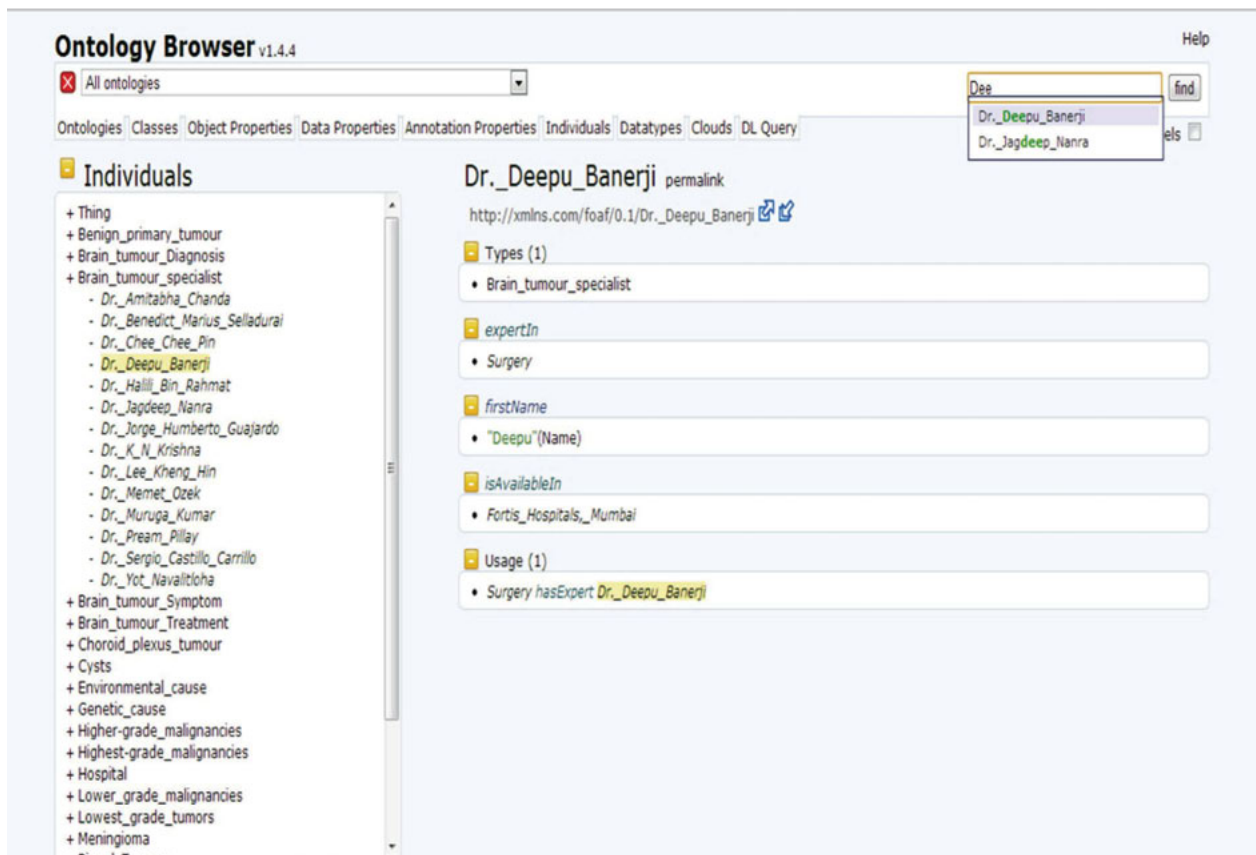 Ontology Browser v1.4.4
Help
All ontologies
Dee
find
Dr._Deepu_Banerji
Dr._Jagdeep_Nanra
els
Ontologies Classes Object Properties Data Properties Annotation Properties Individuals Datatypes Clouds DL Query
Individuals
+ Thing
+ Benign_primary_tumour
+ Brain_tumour_Diagnosis
+ Brain_tumour_specialist
- Dr._Amitabha_Chanda
- Dr._Benedict_Marius_Selladurai
- Dr._Chee_Chee_Pin
- Dr._Deepu_Banerji
- Dr._Halili_Bin_Rahmat
- Dr._Jagdeep_Nanra
- Dr._Jorge_Humberto_Guajardo
- Dr._K_N_Krishna
- Dr._Lee_Kheng_Hin
- Dr._Memet_Ozek
- Dr._Muruga_Kumar
- Dr._Pream_Pillay
- Dr._Sergio_Castillo_Carrillo
- Dr._Yot_Navalitloha
+ Brain_tumour_Symptom
+ Brain_tumour_Treatment
+ Choroid_plexus_tumour
+ Cysts
+ Environmental_cause
+ Genetic_cause
+ Higher-grade_malignancies
+ Highest-grade_malignancies
+ Hospital
+ Lower_grade_malignancies
+ Lowest_grade_tumors
+ Meningioma
Dr._Deepu_Banerji permalink
http://xmlns.com/foaf/0.1/Dr._Deepu_Banerji
Types (1)
• Brain_tumour_specialist
expertIn
• Surgery
firstName
• "Deepu"(Name)
isAvailableIn
• Fortis_Hospitals,_Mumbai
Usage (1)
• Surgery hasExpert Dr._Deepu_Banerji